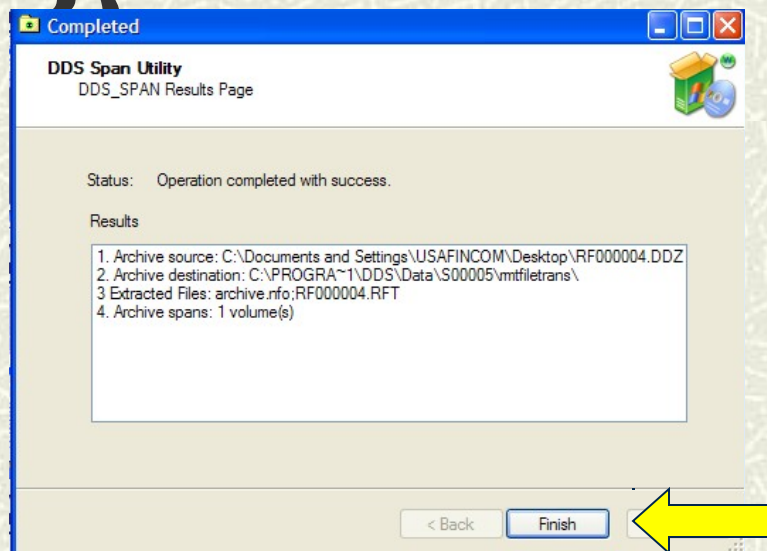 Completed
DDS Span Utility
DDS_SPAN Results Page
Status: Operation completed with success.
Results
1. Archive source: C:\Documents and Settings\USAFINCOM\Desktop\RF000004.DDZ
2. Archive destination: C:\PROGRA~1\DDS\Data\S00005\mtfiletrans\
3 Extracted Files: archive.nfo;RF000004.RFT
4. Archive spans: 1 volume(s)
< Back Finish